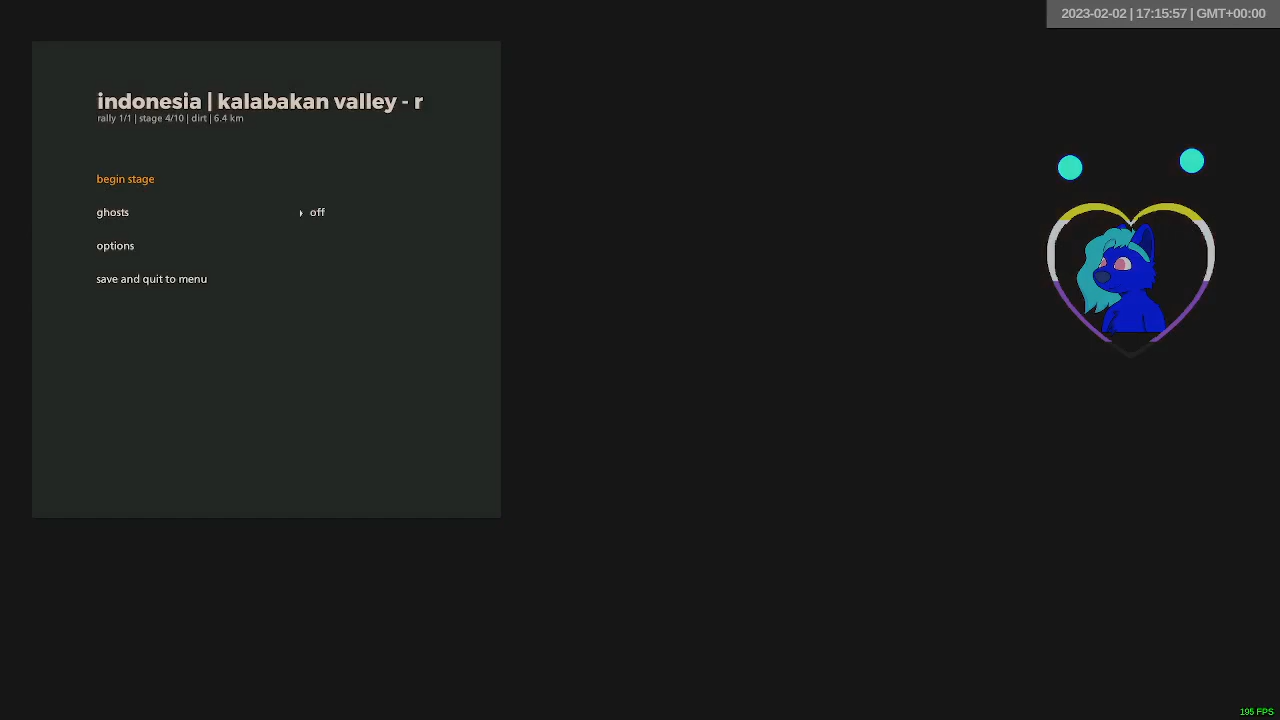 2023-02-02 | 17:15:57 | GMT+00:00
indonesia | kalabakan valley - r
rally 1/1 | stage 4/10 | dirt | 6.4 km
begin stage
ghosts off
options
save and quit to menu
195 FPS